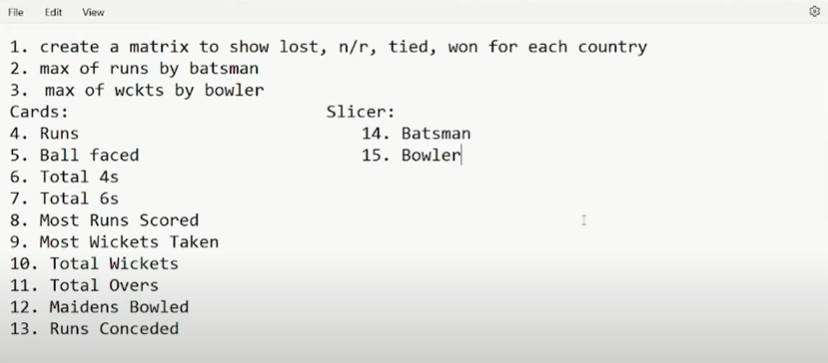 File Edit View
1. create a matrix to show lost, n/r, tied, won for each country
2. max of runs by batsman
3. max of wckts by bowler
Cards: Slicer:
4. Runs 14. Batsman
5. Ball faced 15. Bowler
6. Total 4s
7. Total 6s
8. Most Runs Scored
9. Most Wickets Taken
10. Total Wickets
11. Total Overs
12. Maidens Bowled
13. Runs Conceded